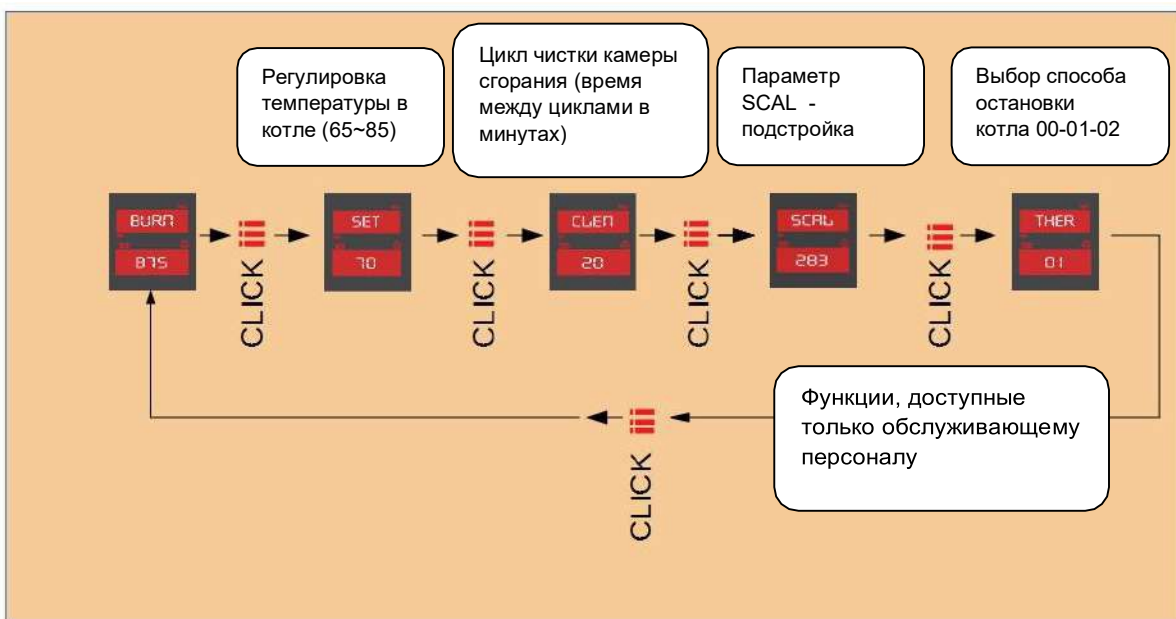 Регулировка
температуры в
котле (65~85)
Цикл чистки камеры
сгорания (время
между циклами в
минутах)
Параметр
SCAL -
подстройка
Выбор способа
остановки
котла 00-01-02
BURN
875
CLICK
SET
70
CLICK
CLEN
20
CLICK
SCAL
283
CLICK
THER
01
Функции, доступные
только обслуживающему
персоналу
CLICK